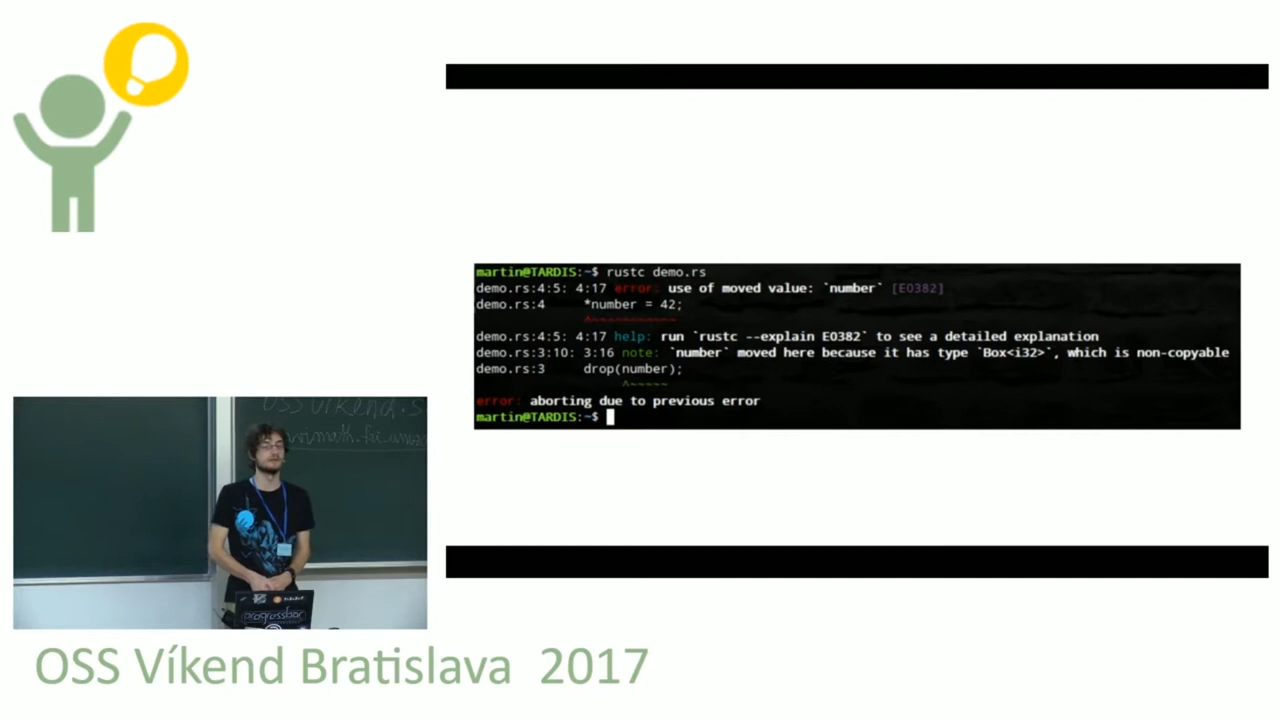 martin@TARDIS:~$ rustc demo.rs
demo.rs:4:5: 4:17 error: use of moved value: `number` [E0382]
demo.rs:4     *number = 42;
              ^~~~~~~~~~~~
demo.rs:4:5: 4:17 help: run `rustc --explain E0382` to see a detailed explanation
demo.rs:3:10: 3:16 note: `number` moved here because it has type `Box<i32>`, which is non-copyable
demo.rs:3     drop(number);
                   ^~~~~~
error: aborting due to previous error
martin@TARDIS:~$
OSS Víkend
progressbar
OSS Víkend Bratislava 2017